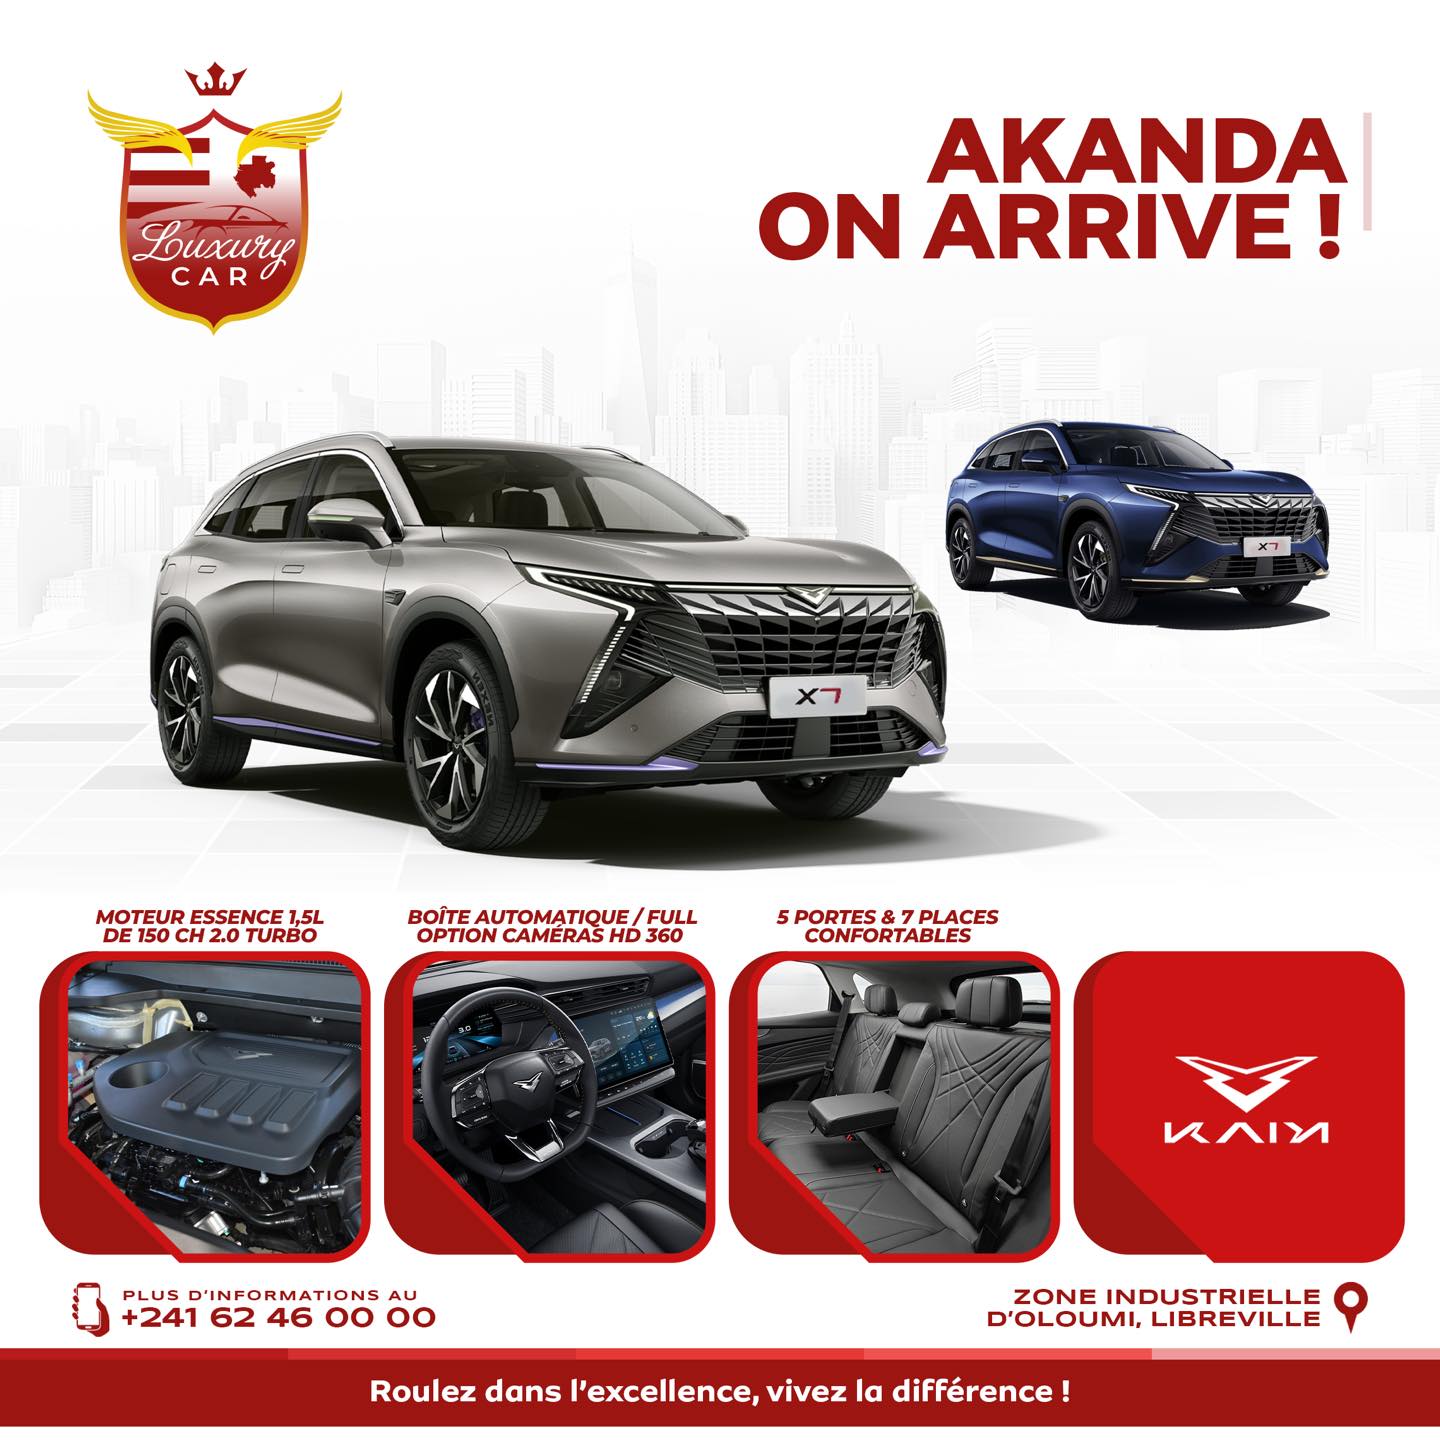 Luxury
CAR
AKANDA
ON ARRIVE !
X7
X7
MOTEUR ESSENCE 1,5L
DE 150 CH 2.0 TURBO
BOÎTE AUTOMATIQUE / FULL
OPTION CAMÉRAS HD 360
5 PORTES & 7 PLACES
CONFORTABLES
KAIYI
PLUS D'INFORMATIONS AU
+241 62 46 00 00
ZONE INDUSTRIELLE
D'OLOUMI, LIBREVILLE
Roulez dans l'excellence, vivez la différence !